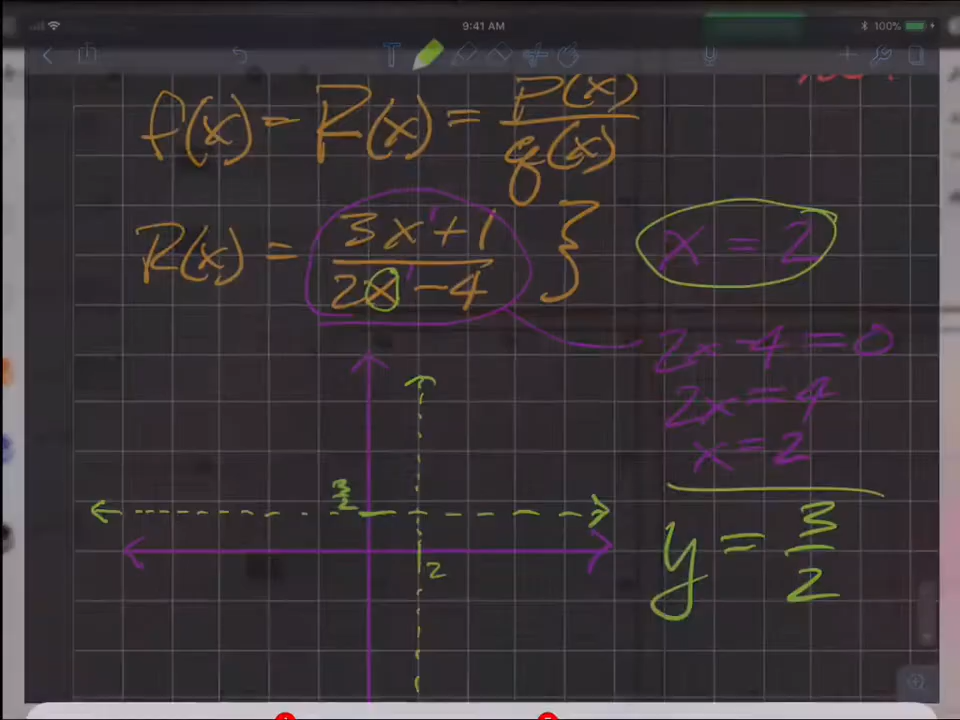 9:41 AM
100%
T
f(x) = R(x) = p(x)/q(x)
R(x) = (3x¹+1)/(2x¹-4) }
x = 2
2x-4=0
2x=4
x=2
3/2
2
y = 3/2